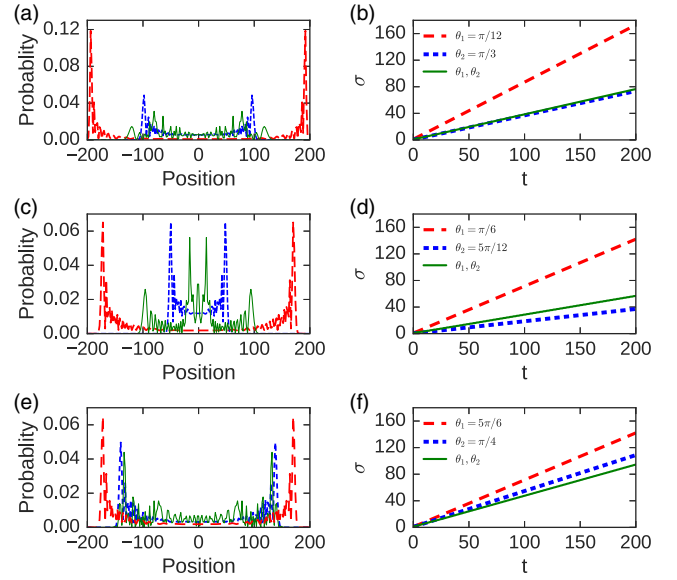 (a)
0.12
0.08
0.04
0.00
Probablity
−200 −100 0 100 200
Position
(b)
160
120
80
40
0
σ
θ₁ = π/12
θ₂ = π/3
θ₁, θ₂
0 50 100 150 200
t
(c)
0.06
0.04
0.02
0.00
Probablity
−200 −100 0 100 200
Position
(d)
160
120
80
40
0
σ
θ₁ = π/6
θ₂ = 5π/12
θ₁, θ₂
0 50 100 150 200
t
(e)
0.06
0.04
0.02
0.00
Probablity
−200 −100 0 100 200
Position
(f)
160
120
80
40
0
σ
θ₁ = 5π/6
θ₂ = π/4
θ₁, θ₂
0 50 100 150 200
t